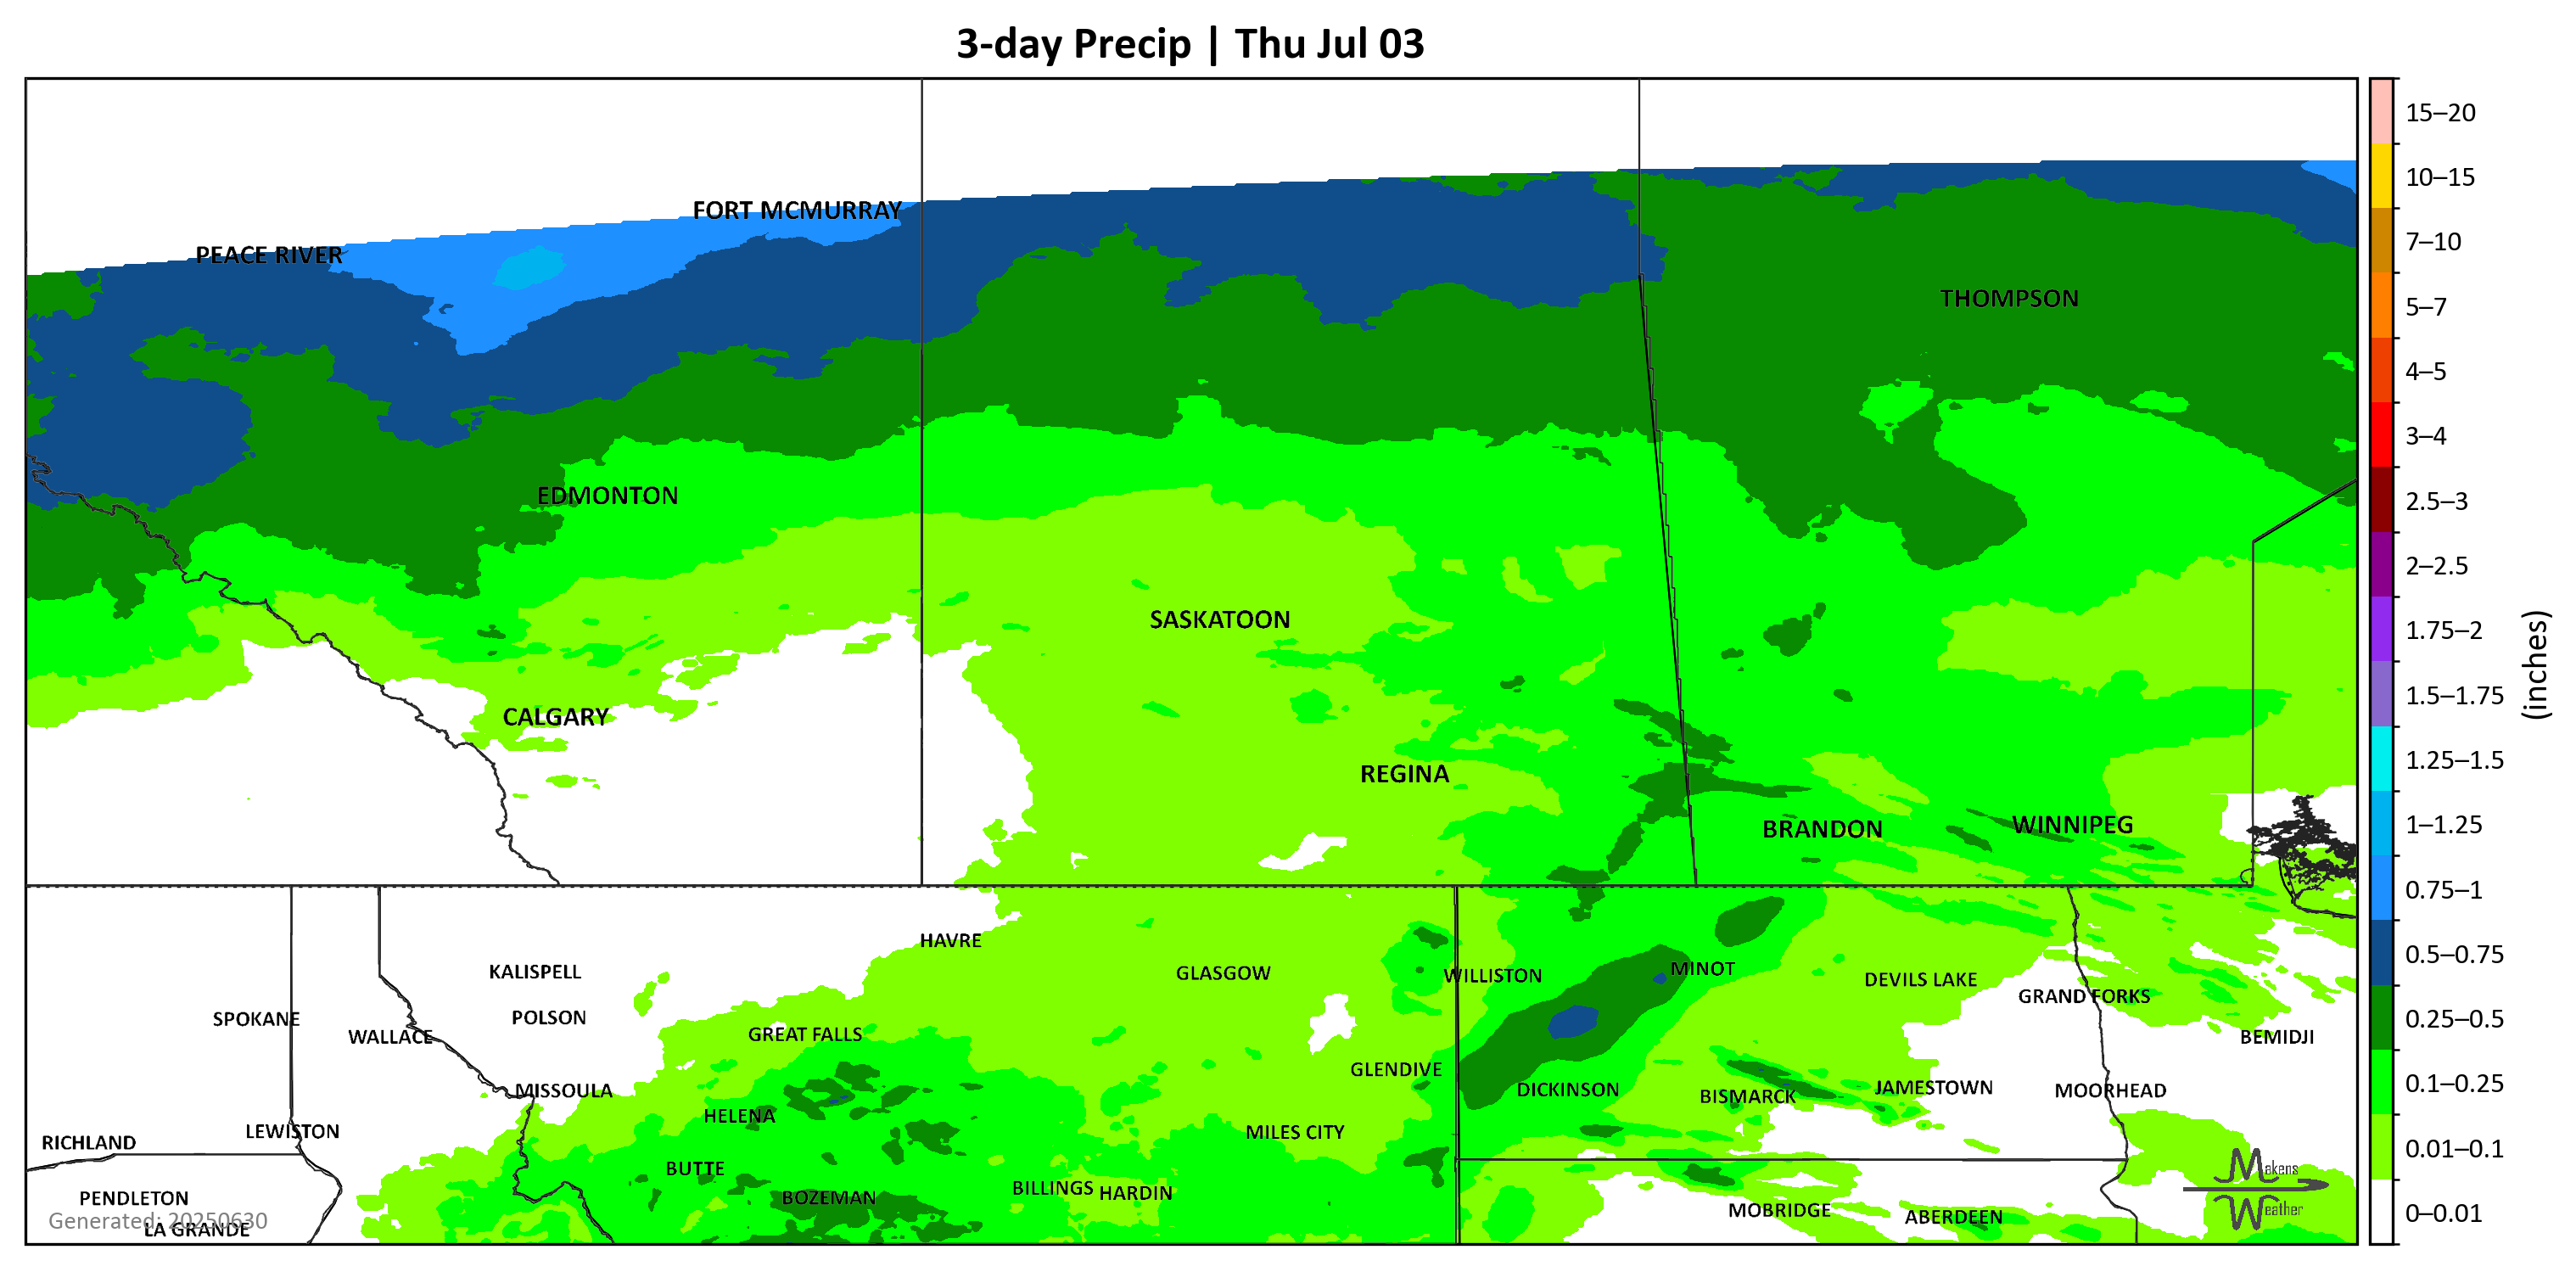 3-day Precip | Thu Jul 03
FORT MCMURRAY
PEACE RIVER
THOMPSON
EDMONTON
SASKATOON
CALGARY
REGINA
BRANDON
WINNIPEG
HAVRE
KALISPELL
GLASGOW
WILLISTON
MINOT
DEVILS LAKE
GRAND FORKS
SPOKANE
POLSON
WALLACE
GREAT FALLS
BEMIDJI
GLENDIVE
MISSOULA
DICKINSON
BISMARCK
JAMESTOWN
MOORHEAD
HELENA
RICHLAND
LEWISTON
MILES CITY
BUTTE
PENDLETON
BOZEMAN
BILLINGS
HARDIN
MOBRIDGE
ABERDEEN
Generated: 20250630
LA GRANDE
Makens
Weather
15–20
10–15
7–10
5–7
4–5
3–4
2.5–3
2–2.5
1.75–2
1.5–1.75
1.25–1.5
1–1.25
0.75–1
0.5–0.75
0.25–0.5
0.1–0.25
0.01–0.1
0–0.01
(inches)